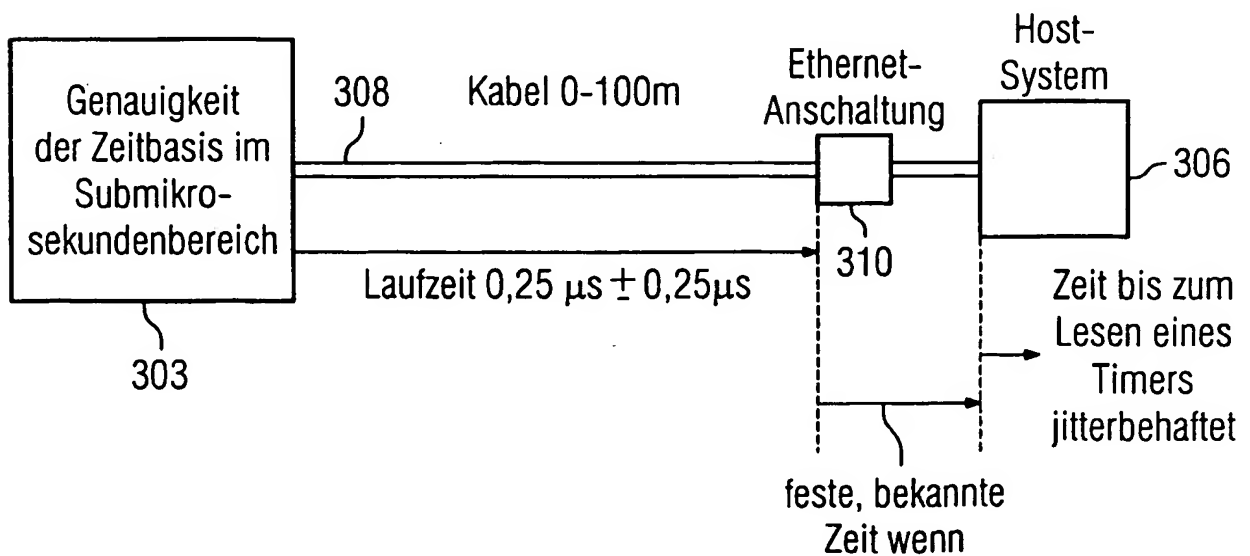 Genauigkeit
der Zeitbasis im
Submikro-
sekundenbereich
303
308
Kabel 0-100m
Laufzeit 0,25 µs ± 0,25µs
Ethernet-
Anschaltung
310
Host-
System
306
Zeit bis zum
Lesen eines
Timers
jitterbehaftet
feste, bekannte
Zeit wenn